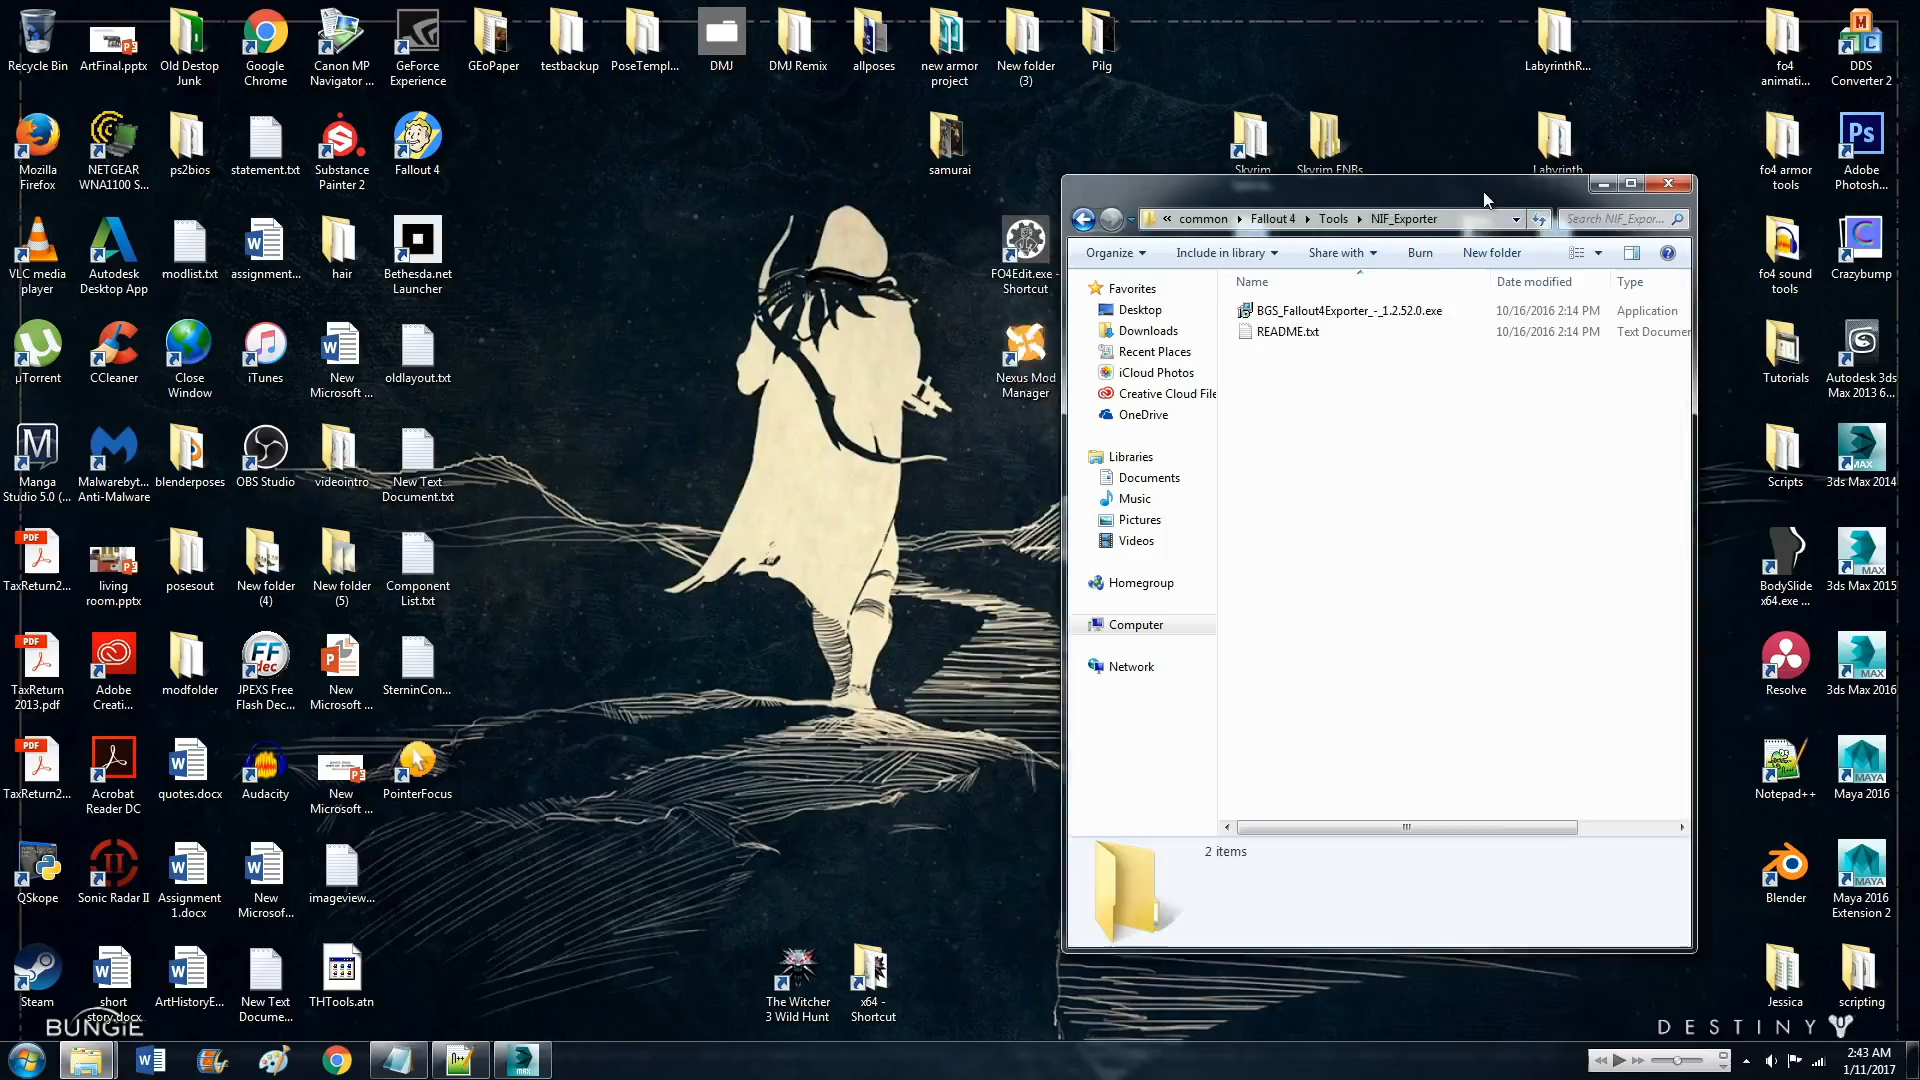 Recycle Bin
ArtFinal.pptx
Old Destop
Junk
Google
Chrome
Canon MP
Navigator ...
GeForce
Experience
GEoPaper
testbackup
PoseTempl...
DMJ
DMJ Remix
allposes
new armor
project
New folder
(3)
Pilg
LabyrinthR...
fo4
animati...
DDS
Converter 2
Mozilla
Firefox
NETGEAR
WNA1100 S...
ps2bios
statement.txt
Substance
Painter 2
Fallout 4
samurai
Skyrim
Skyrim ENBs
Labyrinth
fo4 armor
tools
Adobe
Photosh...
VLC media
player
Autodesk
Desktop App
modlist.txt
assignment...
hair
Bethesda.net
Launcher
FO4Edit.exe -
Shortcut
fo4 sound
tools
Crazybump
µTorrent
CCleaner
Close
Window
iTunes
New
Microsoft ...
oldlayout.txt
Nexus Mod
Manager
Tutorials
Autodesk 3ds
Max 2013 6...
Manga
Studio 5.0 (...
Malwarebyt...
Anti-Malware
blenderposes
OBS Studio
videointro
New Text
Document.txt
Scripts
3ds Max 2014
TaxReturn2...
living
room.pptx
posesout
New folder
(4)
New folder
(5)
Component
List.txt
BodySlide
x64.exe ...
3ds Max 2015
TaxReturn
2013.pdf
Adobe
Creati...
modfolder
JPEXS Free
Flash Dec...
New
Microsoft ...
SterninCon...
Resolve
3ds Max 2016
TaxReturn2...
Acrobat
Reader DC
quotes.docx
Audacity
New
Microsoft ...
PointerFocus
Notepad++
Maya 2016
QSkope
Sonic Radar II
Assignment
1.docx
New
Microsof...
imageview...
Blender
Maya 2016
Extension 2
Steam
short
story.docx
ArtHistoryE...
New Text
Docume...
THTools.atn
The Witcher
3 Wild Hunt
x64 -
Shortcut
Jessica
scripting
BUNGiE
DESTINY
« common Fallout 4 Tools NIF_Exporter
Search NIF_Expor...
Organize Include in library Share with Burn New folder
Name Date modified Type
BGS_Fallout4Exporter_-_1.2.52.0.exe 10/16/2016 2:14 PM Application
README.txt 10/16/2016 2:14 PM Text Documen
Favorites
Desktop
Downloads
Recent Places
iCloud Photos
Creative Cloud File
OneDrive
Libraries
Documents
Music
Pictures
Videos
Homegroup
Computer
Network
2 items
2:43 AM
1/11/2017